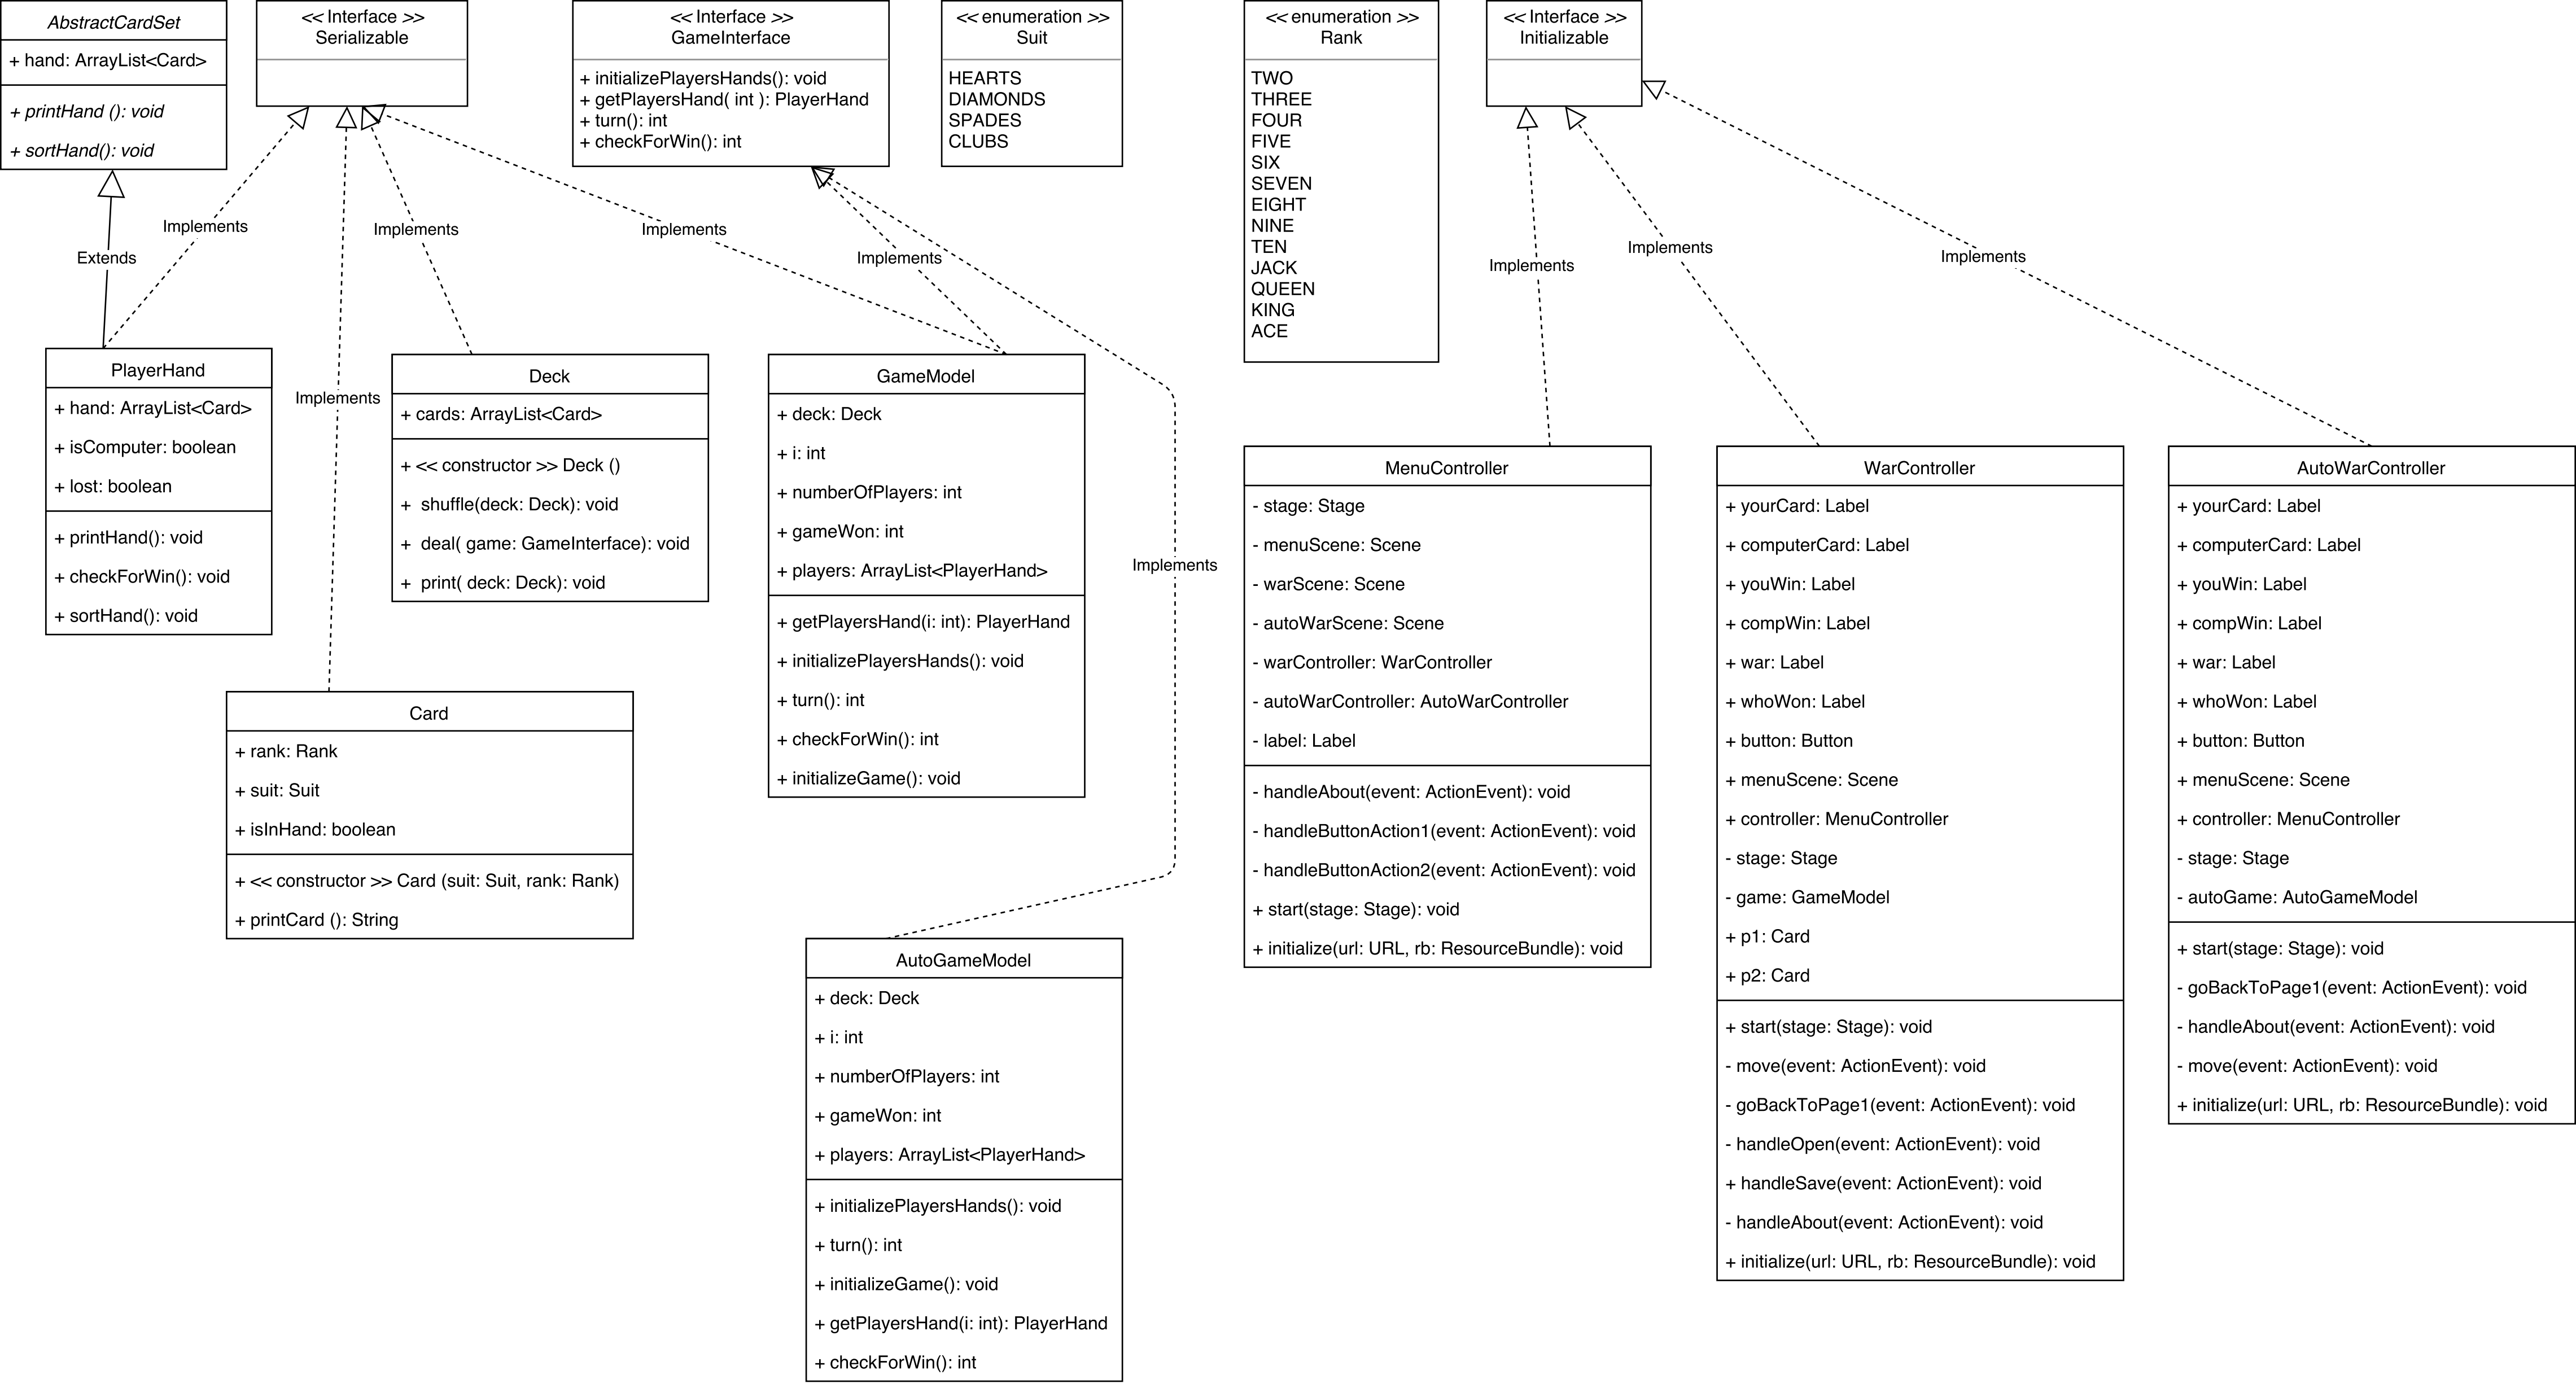 AbstractCardSet
+ hand: ArrayList<Card>
+ printHand (): void
+ sortHand(): void
<< Interface >>
Serializable
<< Interface >>
GameInterface
+ initializePlayersHands(): void
+ getPlayersHand( int ): PlayerHand
+ turn(): int
+ checkForWin(): int
<< enumeration >>
Suit
HEARTS
DIAMONDS
SPADES
CLUBS
<< enumeration >>
Rank
TWO
THREE
FOUR
FIVE
SIX
SEVEN
EIGHT
NINE
TEN
JACK
QUEEN
KING
ACE
<< Interface >>
Initializable
Extends
Implements
Implements
Implements
Implements
Implements
Implements
Implements
Implements
Implements
PlayerHand
+ hand: ArrayList<Card>
+ isComputer: boolean
+ lost: boolean
+ printHand(): void
+ checkForWin(): void
+ sortHand(): void
Deck
+ cards: ArrayList<Card>
+ << constructor >> Deck ()
+ shuffle(deck: Deck): void
+ deal( game: GameInterface): void
+ print( deck: Deck): void
GameModel
+ deck: Deck
+ i: int
+ numberOfPlayers: int
+ gameWon: int
+ players: ArrayList<PlayerHand>
+ getPlayersHand(i: int): PlayerHand
+ initializePlayersHands(): void
+ turn(): int
+ checkForWin(): int
+ initializeGame(): void
Card
+ rank: Rank
+ suit: Suit
+ isInHand: boolean
+ << constructor >> Card (suit: Suit, rank: Rank)
+ printCard (): String
AutoGameModel
+ deck: Deck
+ i: int
+ numberOfPlayers: int
+ gameWon: int
+ players: ArrayList<PlayerHand>
+ initializePlayersHands(): void
+ turn(): int
+ initializeGame(): void
+ getPlayersHand(i: int): PlayerHand
+ checkForWin(): int
MenuController
- stage: Stage
- menuScene: Scene
- warScene: Scene
- autoWarScene: Scene
- warController: WarController
- autoWarController: AutoWarController
- label: Label
- handleAbout(event: ActionEvent): void
- handleButtonAction1(event: ActionEvent): void
- handleButtonAction2(event: ActionEvent): void
+ start(stage: Stage): void
+ initialize(url: URL, rb: ResourceBundle): void
WarController
+ yourCard: Label
+ computerCard: Label
+ youWin: Label
+ compWin: Label
+ war: Label
+ whoWon: Label
+ button: Button
+ menuScene: Scene
+ controller: MenuController
- stage: Stage
- game: GameModel
+ p1: Card
+ p2: Card
+ start(stage: Stage): void
- move(event: ActionEvent): void
- goBackToPage1(event: ActionEvent): void
- handleOpen(event: ActionEvent): void
+ handleSave(event: ActionEvent): void
- handleAbout(event: ActionEvent): void
+ initialize(url: URL, rb: ResourceBundle): void
AutoWarController
+ yourCard: Label
+ computerCard: Label
+ youWin: Label
+ compWin: Label
+ war: Label
+ whoWon: Label
+ button: Button
+ menuScene: Scene
+ controller: MenuController
- stage: Stage
- autoGame: AutoGameModel
+ start(stage: Stage): void
- goBackToPage1(event: ActionEvent): void
- handleAbout(event: ActionEvent): void
- move(event: ActionEvent): void
+ initialize(url: URL, rb: ResourceBundle): void